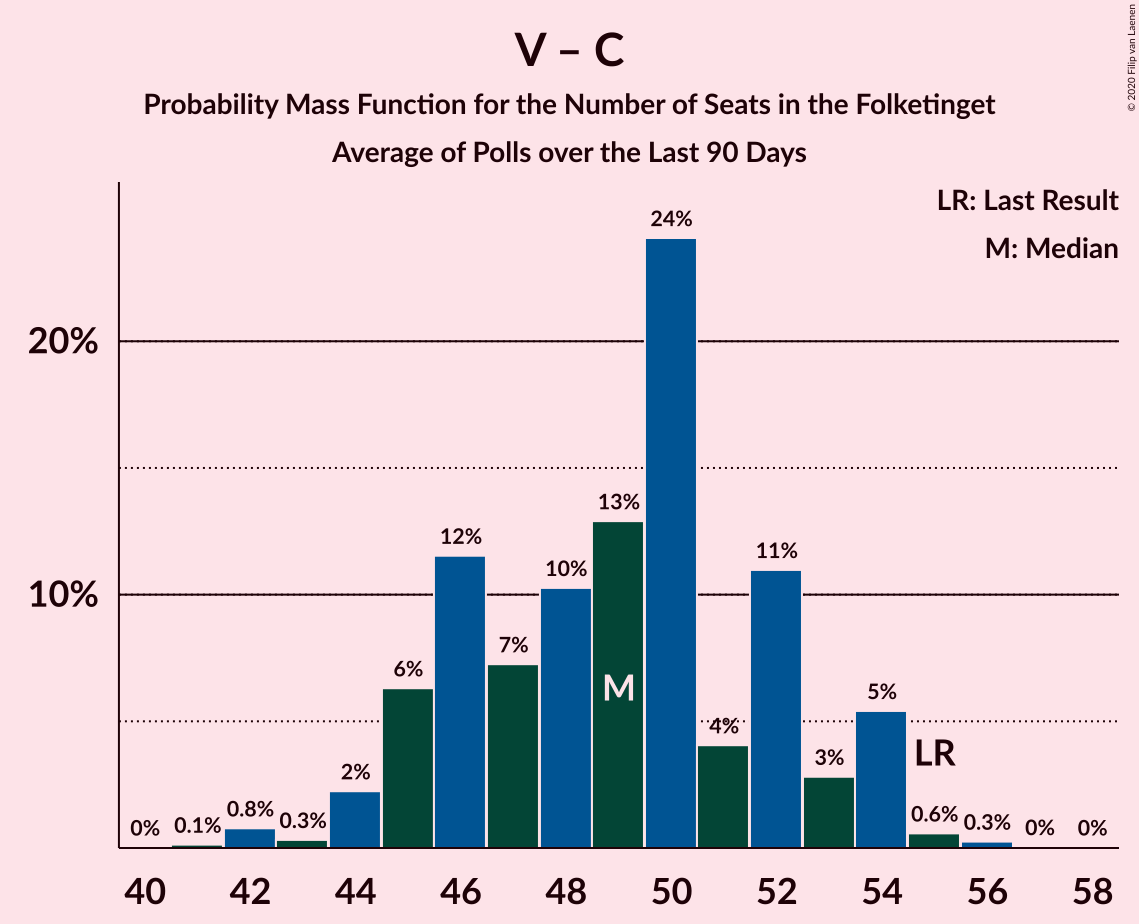 V – C
Probability Mass Function for the Number of Seats in the Folketinget
Average of Polls over the Last 90 Days
© 2020 Filip van Laenen
LR: Last Result
M: Median
20%
10%
0%
0.1%
0.8%
0.3%
2%
6%
12%
7%
10%
13%
24%
4%
11%
3%
5%
0.6%
0.3%
0%
0%
M
LR
40 42 44 46 48 50 52 54 56 58